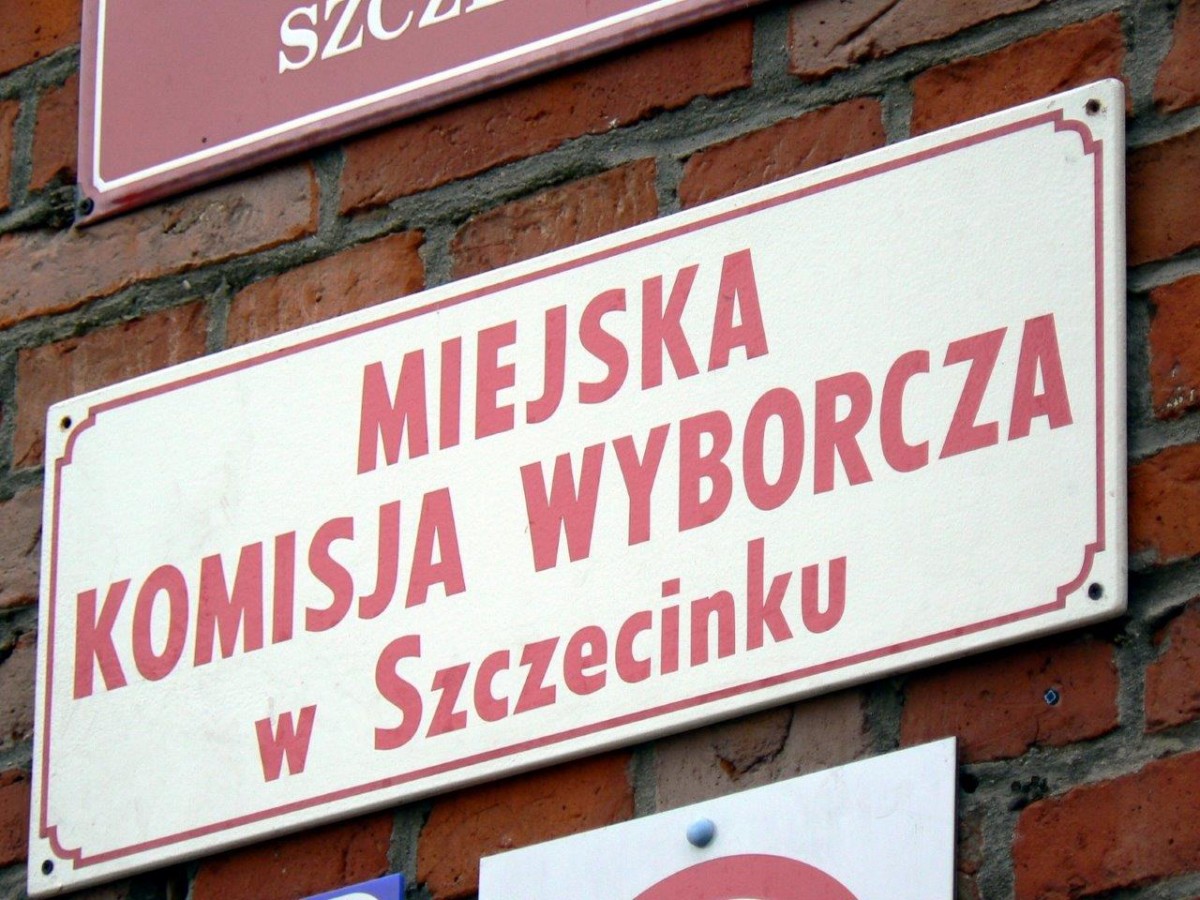 MIEJSKA
KOMISJA WYBORCZA
w Szczecinku